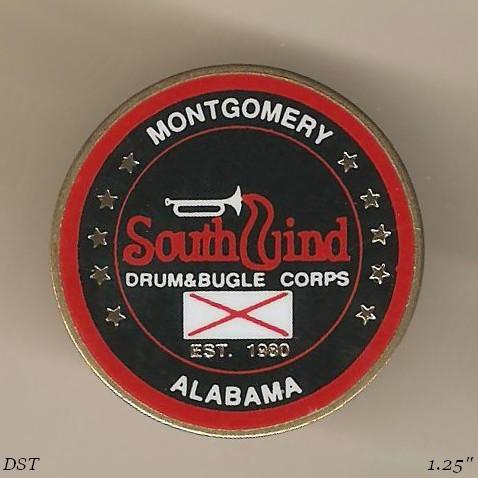 MONTGOMERY
SouthWind
DRUM&BUGLE CORPS
EST. 1980
ALABAMA
DST
1.25"